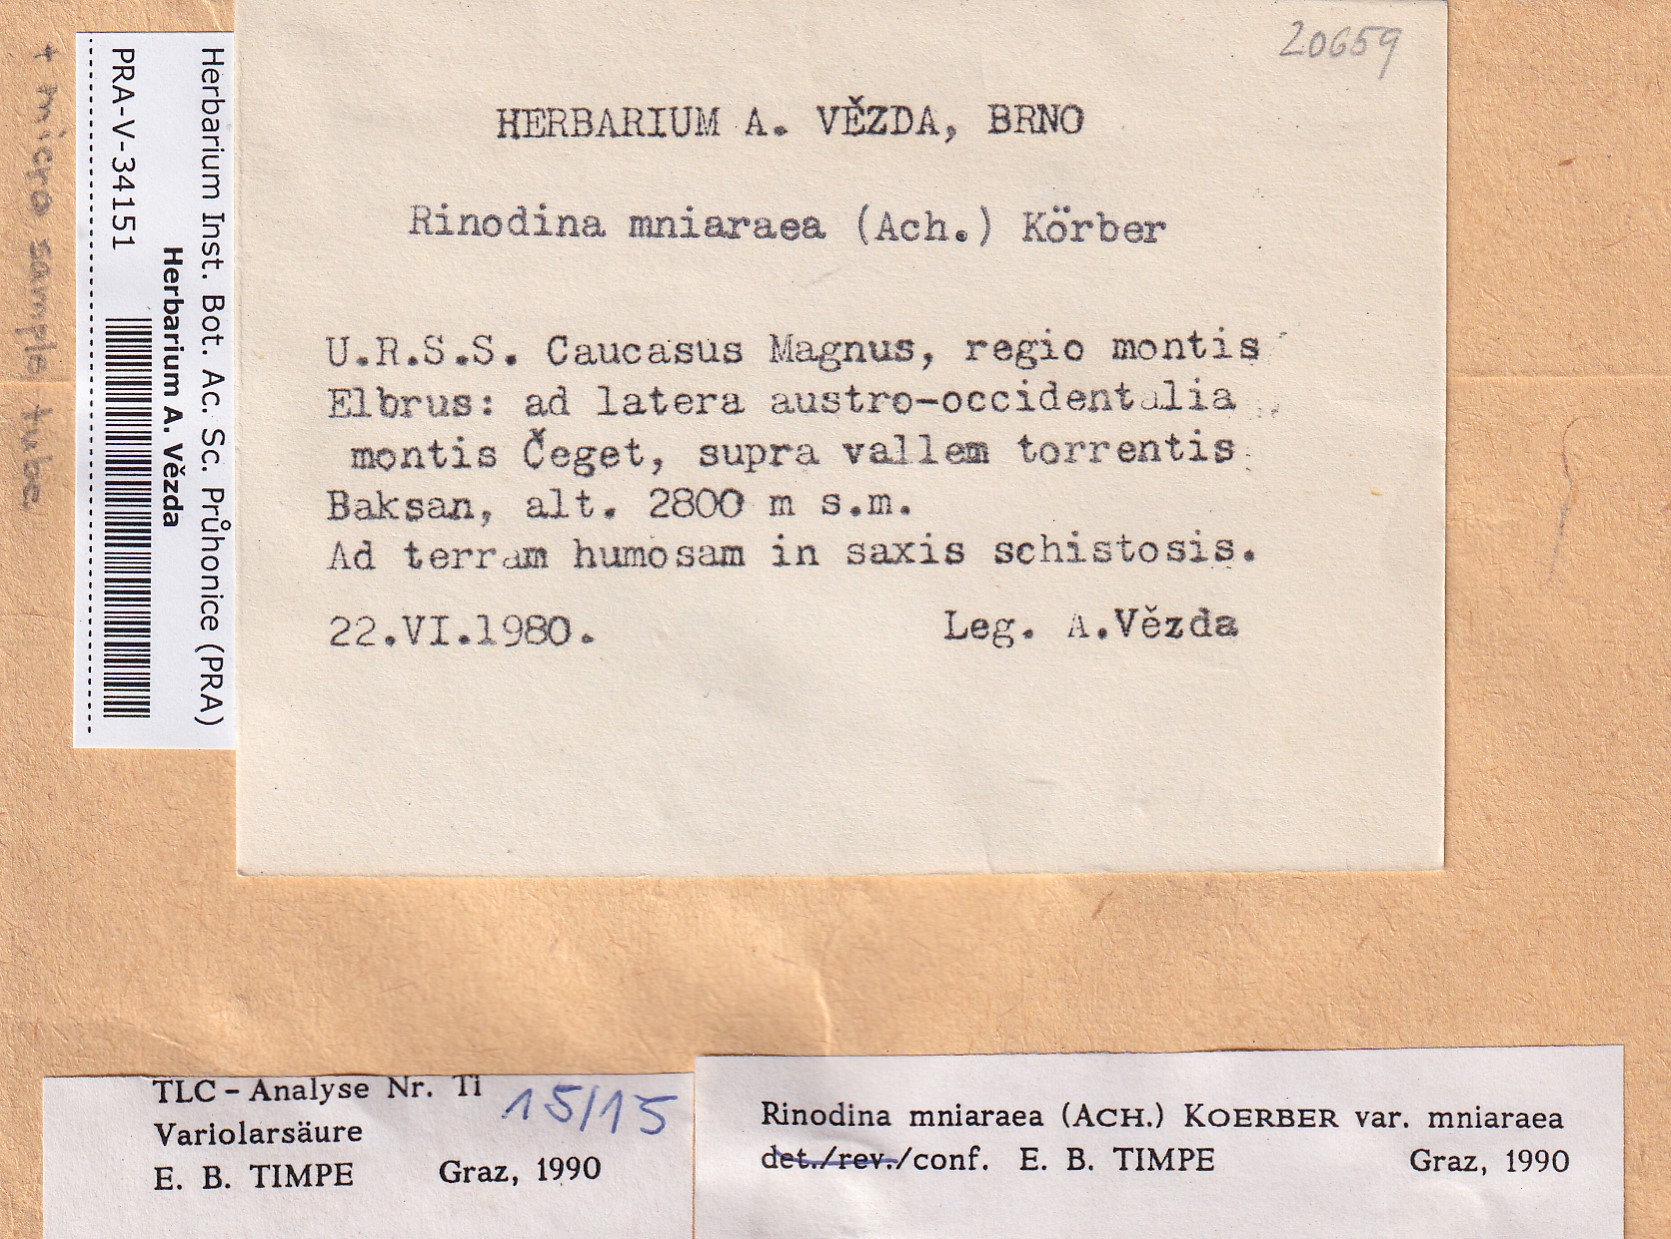 20659
HERBARIUM A. VĚZDA, BRNO
Rinodina mniaraea (Ach.) Körber
U.R.S.S. Caucasus Magnus, regio montis
Elbrus: ad latera austro-occidentalia
montis Čeget, supra vallem torrentis
Baksan, alt. 2800 m s.m.
Ad terram humosam in saxis schistosis.
22.VI.1980. Leg. A.Vězda
Herbarium Inst. Bot. Ac. Sc. Průhonice (PRA)
Herbarium A. Vězda
PRA-V-34151
+ micro sample tube
TLC-Analyse Nr. Ti 15/15
Variolarsäure
E. B. TIMPE Graz, 1990
Rinodina mniaraea (ACH.) KOERBER var. mniaraea
det./rev./conf. E. B. TIMPE Graz, 1990